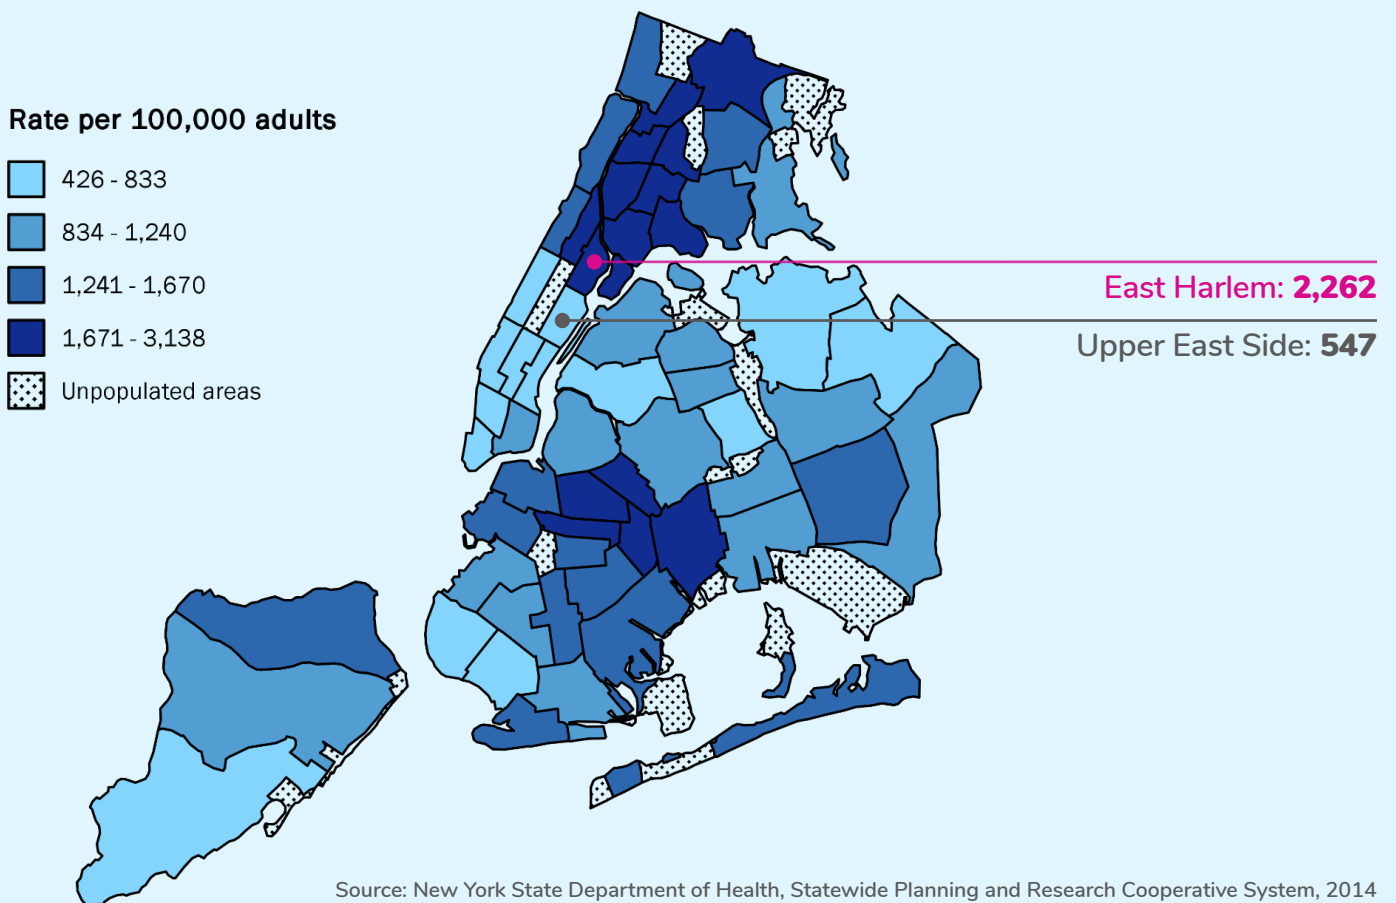 Rate per 100,000 adults
426 - 833
834 - 1,240
1,241 - 1,670
1,671 - 3,138
Unpopulated areas
East Harlem: 2,262
Upper East Side: 547
Source: New York State Department of Health, Statewide Planning and Research Cooperative System, 2014